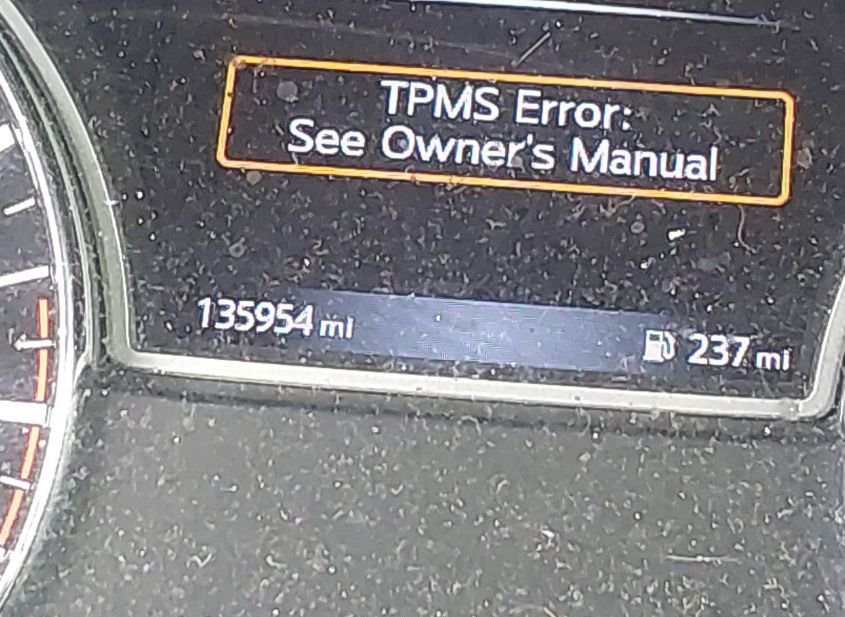 TPMS Error:
See Owner's Manual
135954 mi
237 mi